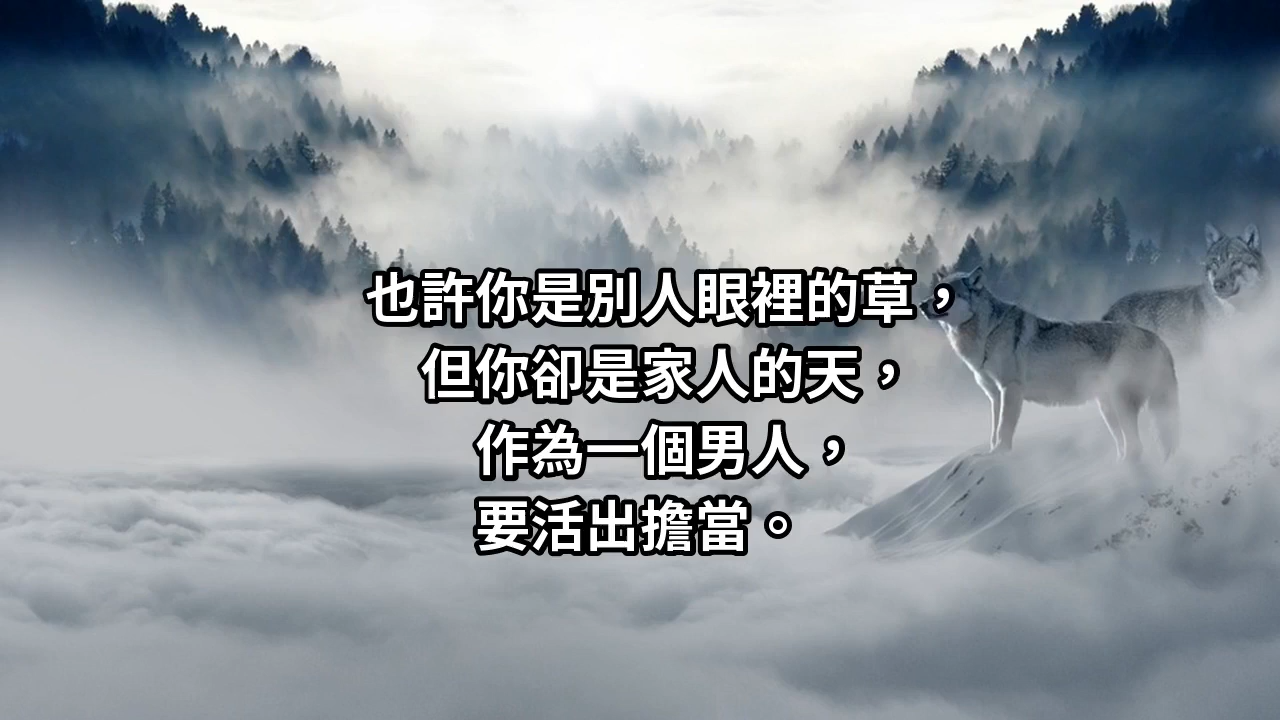 也許你是別人眼裡的草，
但你卻是家人的天，
作為一個男人，
要活出擔當。